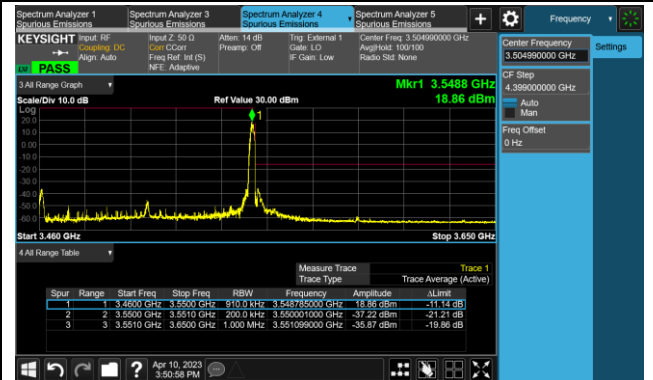 Spectrum Analyzer 1
Spurious Emissions
Spectrum Analyzer 3
Spurious Emissions
Spectrum Analyzer 4
Spurious Emissions
Spectrum Analyzer 5
Spurious Emissions
+
Frequency
KEYSIGHT
PASS
Input: RF
Coupling: DC
Align: Auto
Input Z: 50 Ω
Corr CCorr
Freq Ref: Int (S)
NFE: Adaptive
Atten: 14 dB
Preamp: Off
Trig: External 1
Gate: LO
IF Gain: Low
Center Freq: 3.504990000 GHz
Avg|Hold: 100/100
Radio Std: None
Center Frequency
3.504990000 GHz
Settings
CF Step
4.399000000 GHz
Auto
Man
Freq Offset
0 Hz
3 All Range Graph
Mkr1 3.5488 GHz
18.86 dBm
Scale/Div 10.0 dB
Ref Value 30.00 dBm
Log
1
20.0
10.0
0.00
-10.0
-20.0
-30.0
-40.0
-50.0
-60.0
Start 3.460 GHz
Stop 3.650 GHz
4 All Range Table
Measure Trace Trace 1
Trace Type Trace Average (Active)
Spur Range Start Freq Stop Freq RBW Frequency Amplitude ΔLimit
1 1 3.4600 GHz 3.5500 GHz 910.0 kHz 3.548785000 GHz 18.86 dBm -11.14 dB
2 2 3.5500 GHz 3.5510 GHz 200.0 kHz 3.550001000 GHz -37.22 dBm -21.21 dB
3 3 3.5510 GHz 3.6500 GHz 1.000 MHz 3.551099000 GHz -35.87 dBm -19.86 dB
?
Apr 10, 2023
3:50:58 PM